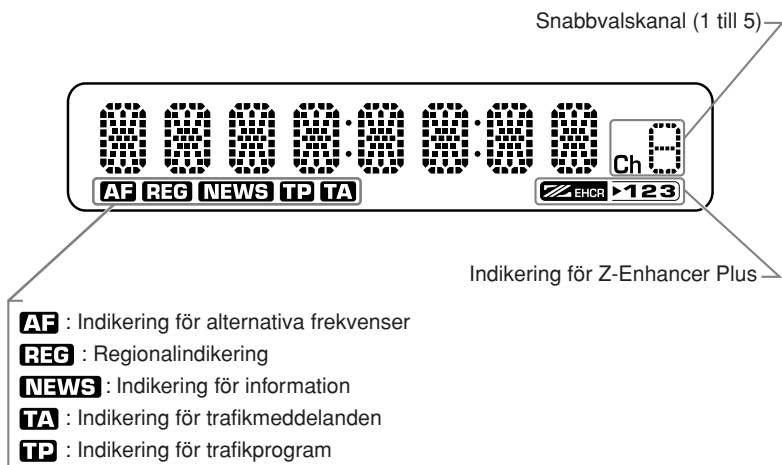 Snabbvalskanal (1 till 5)
Ch
AF REG NEWS TP TA
Z EHCR ►123
Indikering för Z-Enhancer Plus
AF : Indikering för alternativa frekvenser
REG : Regionalindikering
NEWS : Indikering för information
TA : Indikering för trafikmeddelanden
TP : Indikering för trafikprogram